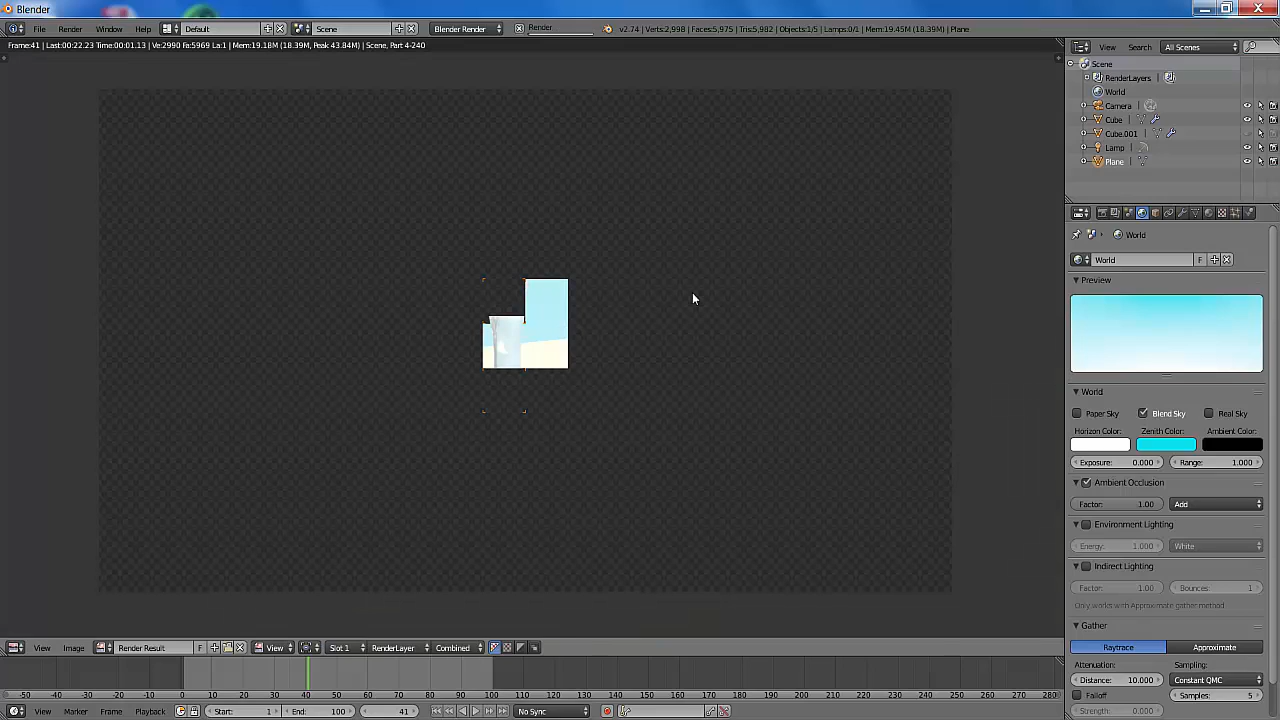 Blender
File Render Window Help Default Scene Blender Render Render v2.74 | Verts:2,998 | Faces:5,975 | Tris:5,982 | Objects:1/5 | Lamps:0/1 | Mem:19.45M (18.39M) | Plane
Frame:41 | Last:00:22.23 Time:00:01.13 | Ve:2990 Fa:5969 La:1 | Mem:19.18M (18.39M, Peak 43.84M) | Scene, Part 4-240
View Search All Scenes
Scene
RenderLayers
World
Camera
Cube
Cube.001
Lamp
Plane
World
World F
Preview
World
Paper Sky Blend Sky Real Sky
Horizon Color: Zenith Color: Ambient Color:
Exposure: 0.000 Range: 1.000
Ambient Occlusion
Factor: 1.00 Add
Environment Lighting
Energy: 1.000 White
Indirect Lighting
Factor: 1.00 Bounces 1
Only works with Approximate gather method
Gather
Raytrace Approximate
Attenuation: Sampling:
Distance: 10.000 Constant QMC
Falloff Samples: 5
Strength: 0.000
View Image Render Result F View Slot 1 RenderLayer Combined
-50 -40 -30 -20 -10 0 10 20 30 40 50 60 70 80 90 100 110 120 130 140 150 160 170 180 190 200 210 220 230 240 250 260 270 280
View Marker Frame Playback Start: 1 End: 100 41 No Sync